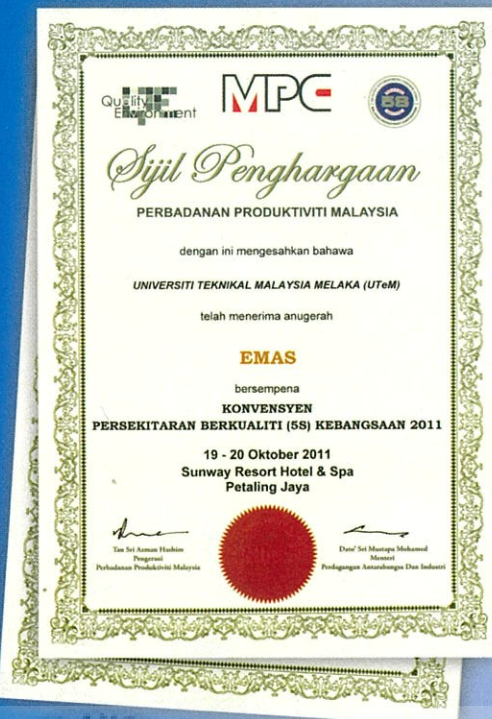 Quality
Environment
MPC
5S
Sijil Penghargaan
PERBADANAN PRODUKTIVITI MALAYSIA
dengan ini mengesahkan bahawa
UNIVERSITI TEKNIKAL MALAYSIA MELAKA (UTeM)
telah menerima anugerah
EMAS
bersempena
KONVENSYEN
PERSEKITARAN BERKUALITI (5S) KEBANGSAAN 2011
19 - 20 Oktober 2011
Sunway Resort Hotel & Spa
Petaling Jaya
Tan Sri Azman Hashim
Pengerusi
Perbadanan Produktiviti Malaysia
Dato' Sri Mustapa Mohamed
Menteri
Perdagangan Antarabangsa Dan Industri